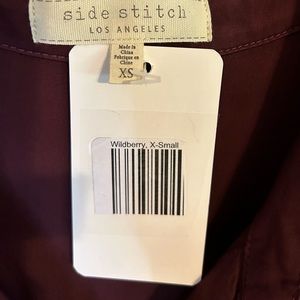 side stitch
LOS ANGELES
Made in
China
Fabriqué en
Chine
XS
Wildberry, X-Small